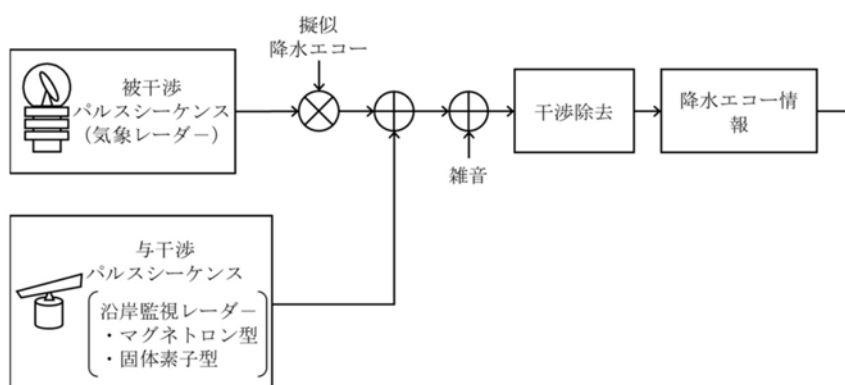 擬似
降水エコー
被干渉
パルスシーケンス
（気象レーダー）
干渉除去
降水エコー情
報
雑音
与干渉
パルスシーケンス
沿岸監視レーダー
・マグネトロン型
・固体素子型